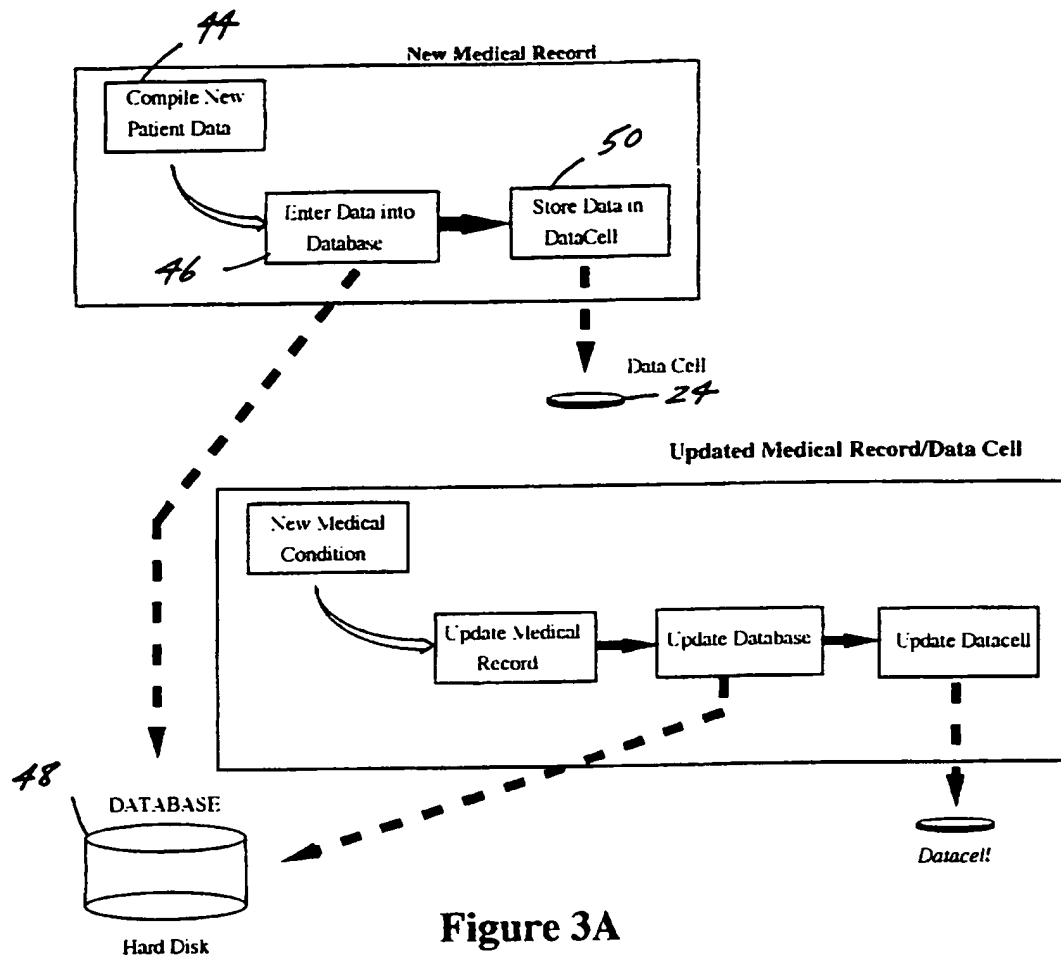 44
New Medical Record
Compile New
Patient Data
50
Enter Data into
Database
Store Data in
DataCell
46
Data Cell
24
Updated Medical Record/Data Cell
New Medical
Condition
Update Medical
Record
Update Database
Update Datacell
48
DATABASE
Datacell
Hard Disk
Figure 3A